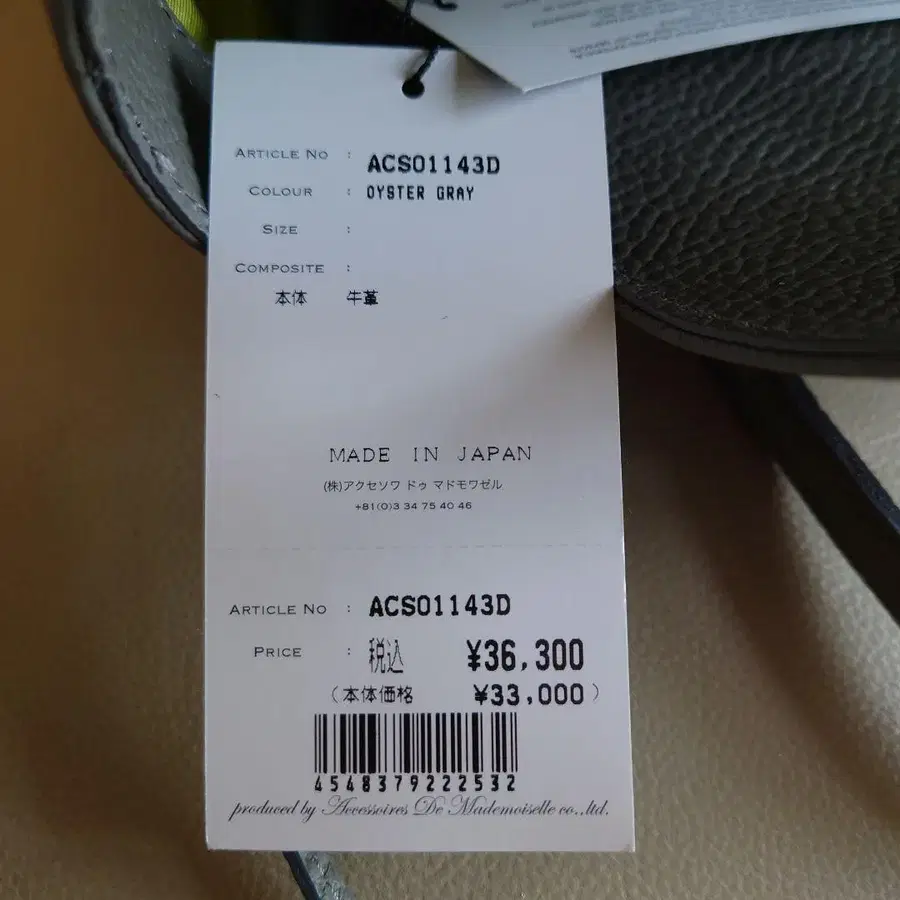 ARTICLE NO : ACS01143D
COLOUR : OYSTER GRAY
SIZE :
COMPOSITE :
本体 牛革
MADE IN JAPAN
(株)アクセソワ ドゥ マドモワゼル
+81(0)3 34 75 40 46
ARTICLE NO : ACS01143D
PRICE : 税込 ¥36,300
(本体価格 ¥33,000)
4548379222532
produced by Accessoires De Mademoiselle co.,ltd.